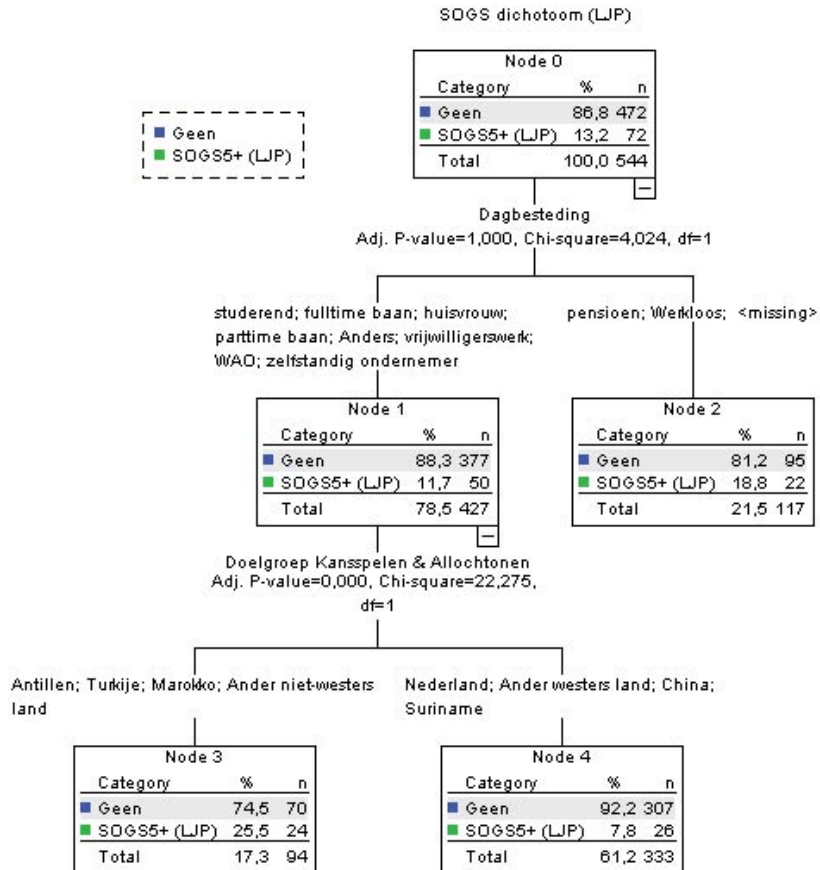 SOGS dichotoom (LJP)
Node 0
Category % n
Geen 86,8 472
SOGS5+ (LJP) 13,2 72
Total 100,0 544
Geen
SOGS5+ (LJP)
Dagbesteding
Adj. P-value=1,000, Chi-square=4,024, df=1
studerend; fulltime baan; huisvrouw;
parttime baan; Anders; vrijwilligerswerk;
WAO; zelfstandig ondernemer
pensioen; Werkloos; <missing>
Node 1
Category % n
Geen 88,3 377
SOGS5+ (LJP) 11,7 50
Total 78,5 427
Node 2
Category % n
Geen 81,2 95
SOGS5+ (LJP) 18,8 22
Total 21,5 117
Doelgroep Kansspelen & Allochtonen
Adj. P-value=0,000, Chi-square=22,275,
df=1
Antillen; Turkije; Marokko; Ander niet-westers
land
Nederland; Ander westers land; China;
Suriname
Node 3
Category % n
Geen 74,5 70
SOGS5+ (LJP) 25,5 24
Total 17,3 94
Node 4
Category % n
Geen 92,2 307
SOGS5+ (LJP) 7,8 26
Total 61,2 333